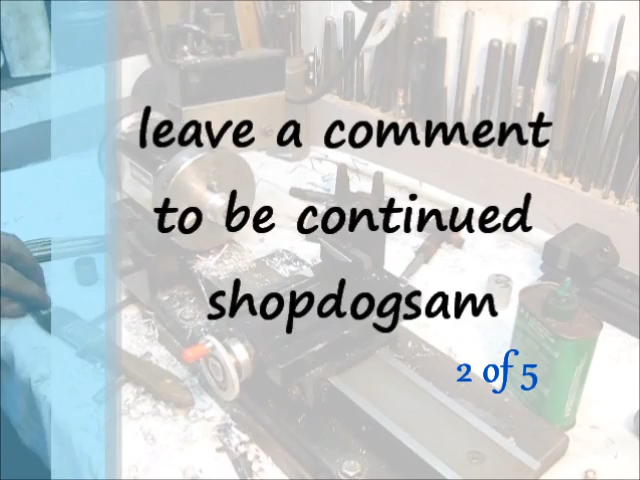 leave a comment
to be continued
shopdogsam
2 of 5